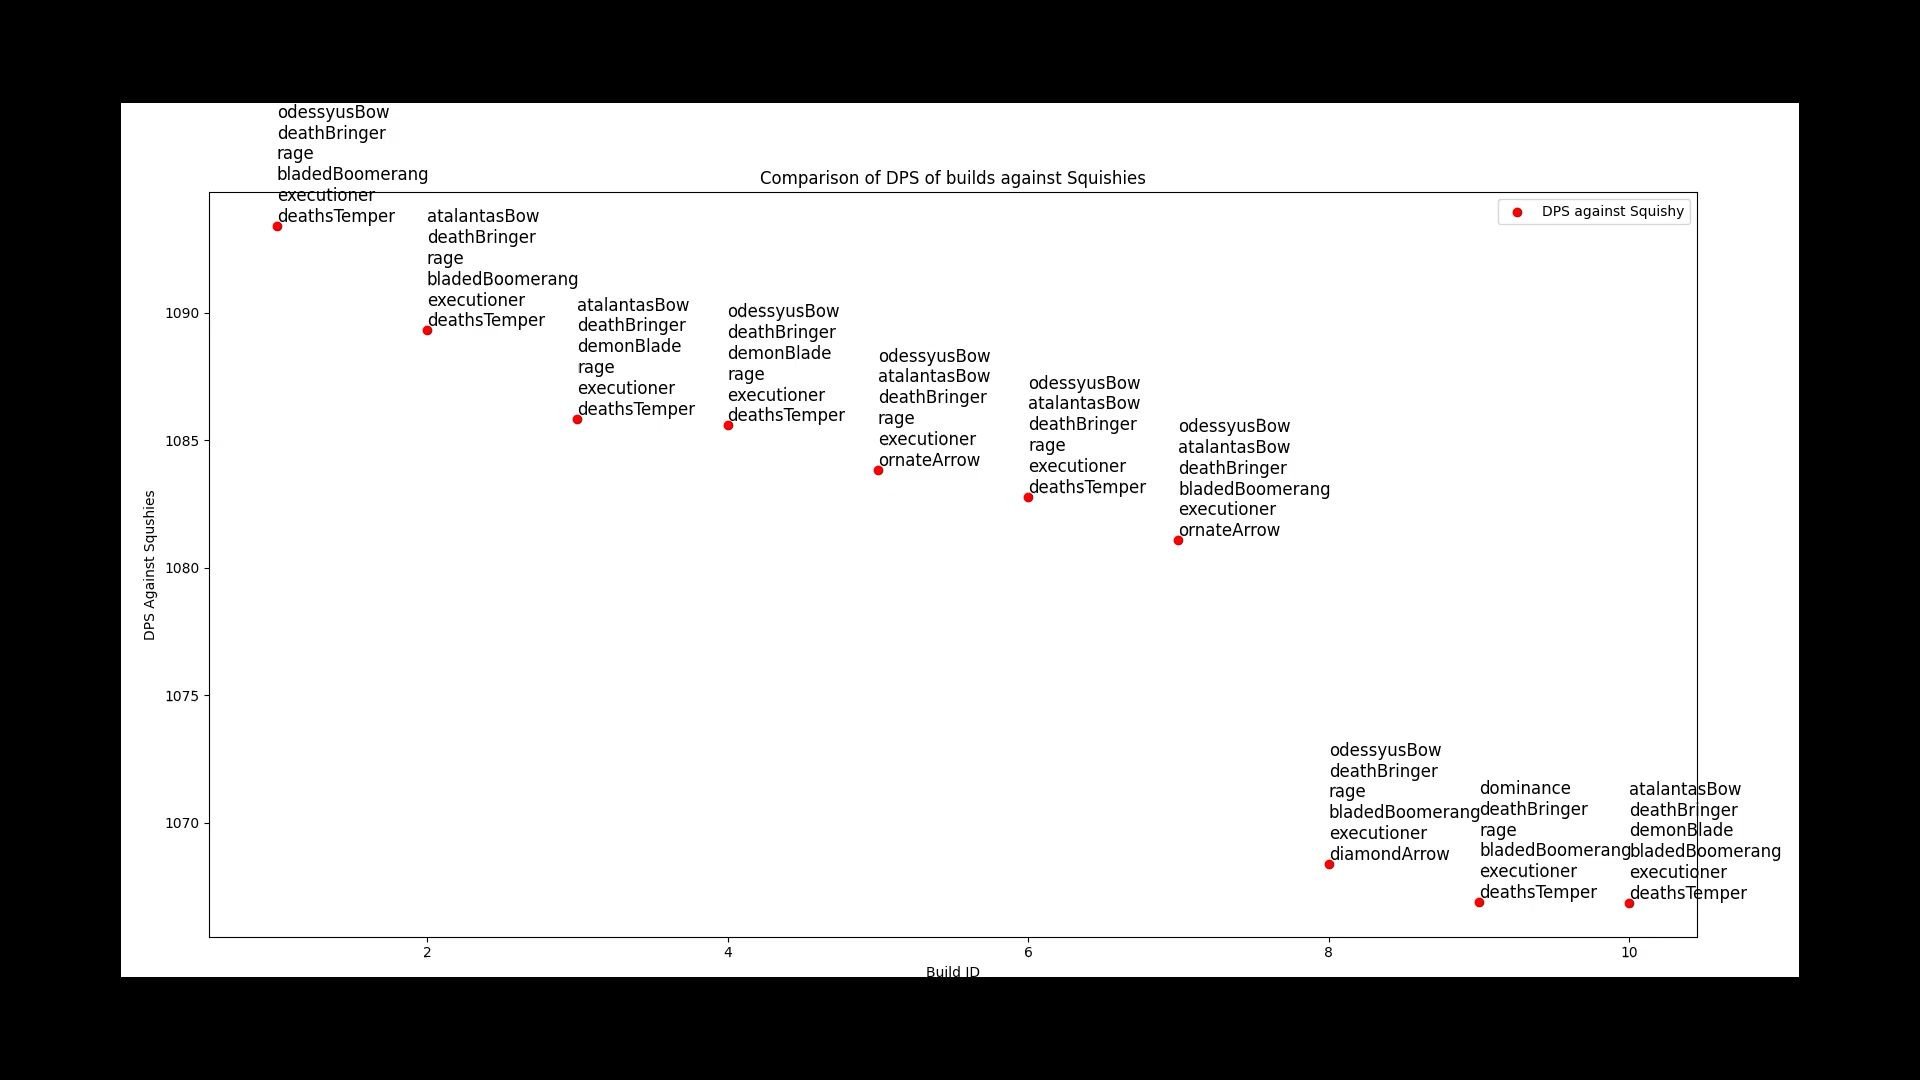 odessyusBow
deathBringer
rage
bladedBoomerang
executioner
deathsTemper
Comparison of DPS of builds against Squishies
DPS against Squishy
atalantasBow
deathBringer
rage
bladedBoomerang
executioner
deathsTemper
atalantasBow
deathBringer
demonBlade
rage
executioner
deathsTemper
odessyusBow
deathBringer
demonBlade
rage
executioner
deathsTemper
odessyusBow
atalantasBow
deathBringer
rage
executioner
ornateArrow
odessyusBow
atalantasBow
deathBringer
rage
executioner
deathsTemper
odessyusBow
atalantasBow
deathBringer
bladedBoomerang
executioner
ornateArrow
odessyusBow
deathBringer
rage
bladedBoomerang
executioner
diamondArrow
dominance
deathBringer
rage
bladedBoomerang
executioner
deathsTemper
atalantasBow
deathBringer
demonBlade
bladedBoomerang
executioner
deathsTemper
DPS Against Squshies
1090
1085
1080
1075
1070
2
4
6
8
10
Build ID